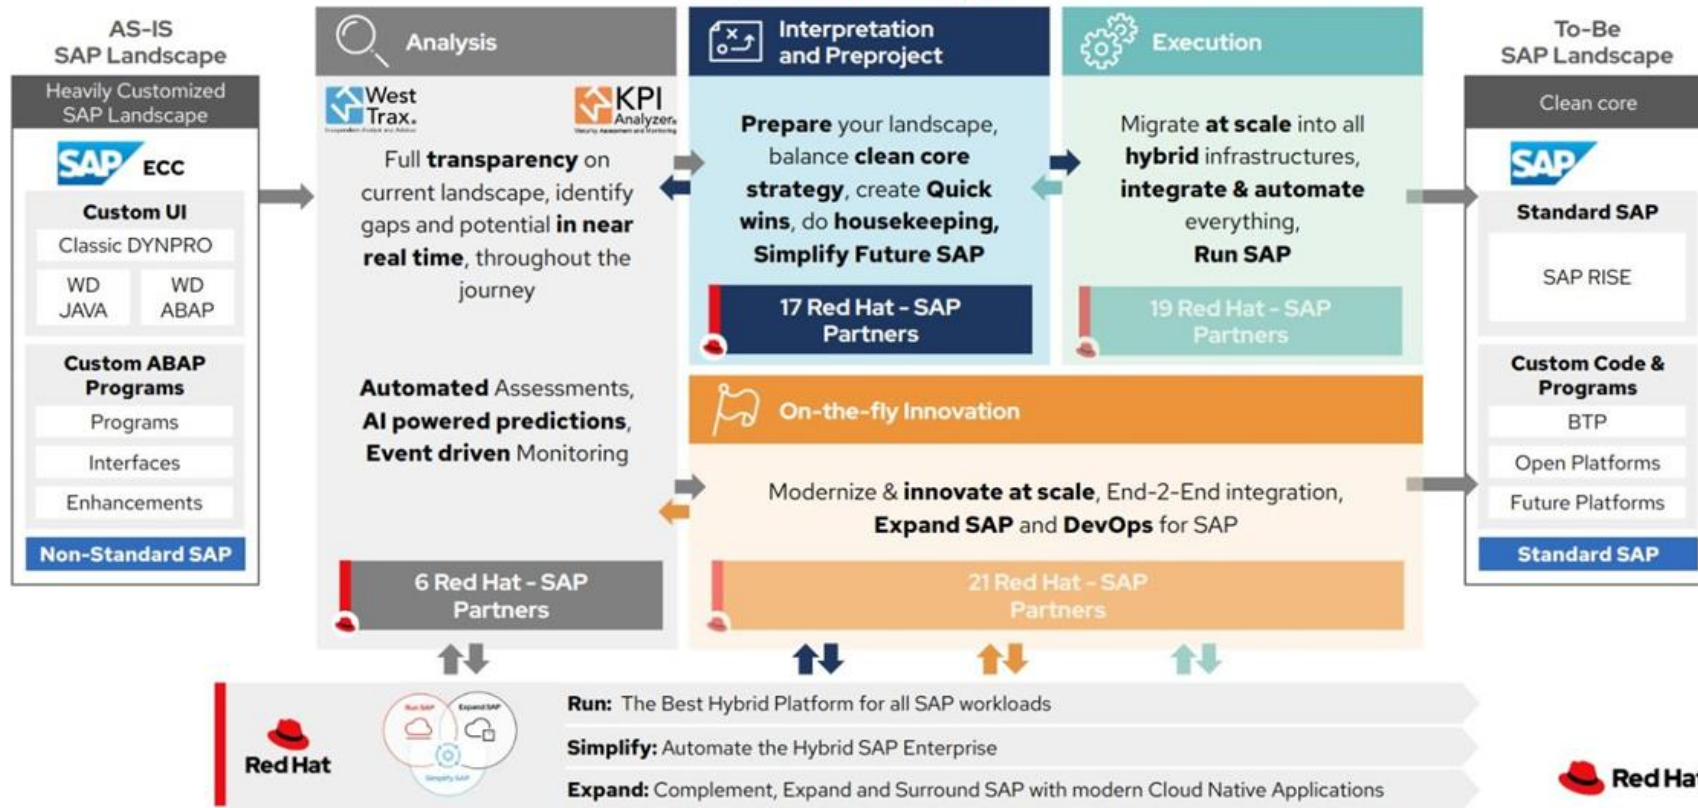 AS-IS
SAP Landscape
Heavily Customized
SAP Landscape
SAP ECC
Custom UI
Classic DYNPRO
WD
JAVA
WD
ABAP
Custom ABAP
Programs
Programs
Interfaces
Enhancements
Non-Standard SAP
Analysis
West
Trax.
KPI
Analyzer
Full transparency on
current landscape, identify
gaps and potential in near
real time, throughout the
journey
Automated Assessments,
AI powered predictions,
Event driven Monitoring
6 Red Hat - SAP
Partners
Interpretation
and Preproject
Prepare your landscape,
balance clean core
strategy, create Quick
wins, do housekeeping,
Simplify Future SAP
17 Red Hat - SAP
Partners
Execution
Migrate at scale into all
hybrid infrastructures,
integrate & automate
everything,
Run SAP
19 Red Hat - SAP
Partners
On-the-fly Innovation
Modernize & innovate at scale, End-2-End integration,
Expand SAP and DevOps for SAP
21 Red Hat - SAP
Partners
To-Be
SAP Landscape
Clean core
SAP
Standard SAP
SAP RISE
Custom Code &
Programs
BTP
Open Platforms
Future Platforms
Standard SAP
Red Hat
Run SAP
Expand SAP
Simplify SAP
Run: The Best Hybrid Platform for all SAP workloads
Simplify: Automate the Hybrid SAP Enterprise
Expand: Complement, Expand and Surround SAP with modern Cloud Native Applications
Red Hat